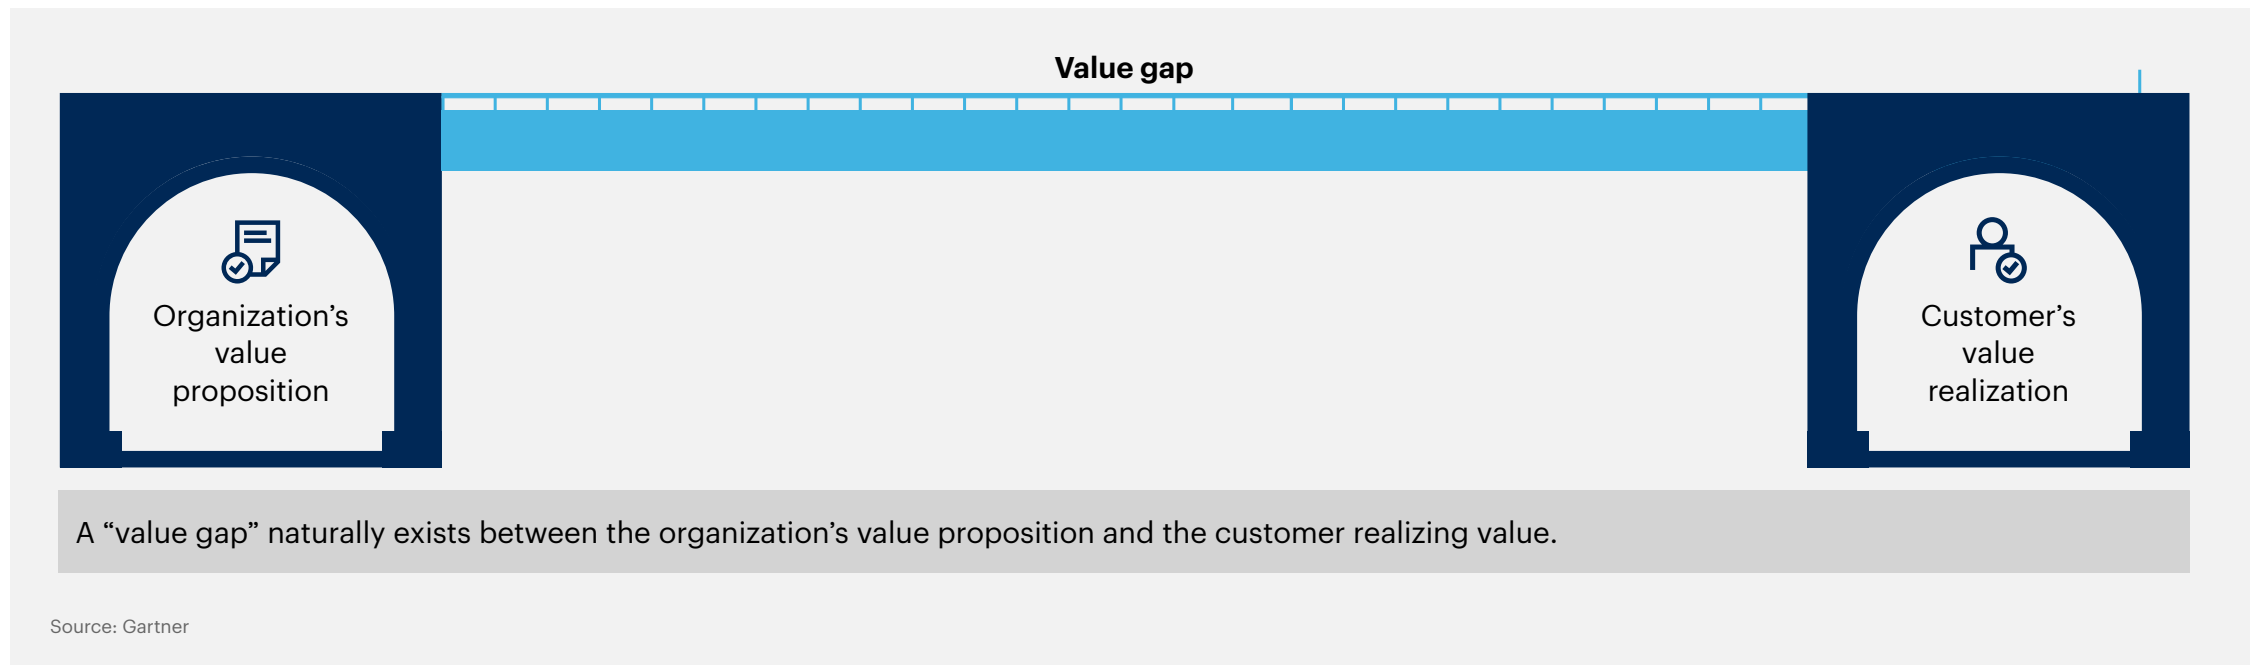 Value gap
Organization’s
value
proposition
Customer’s
value
realization
A “value gap” naturally exists between the organization’s value proposition and the customer realizing value.
Source: Gartner